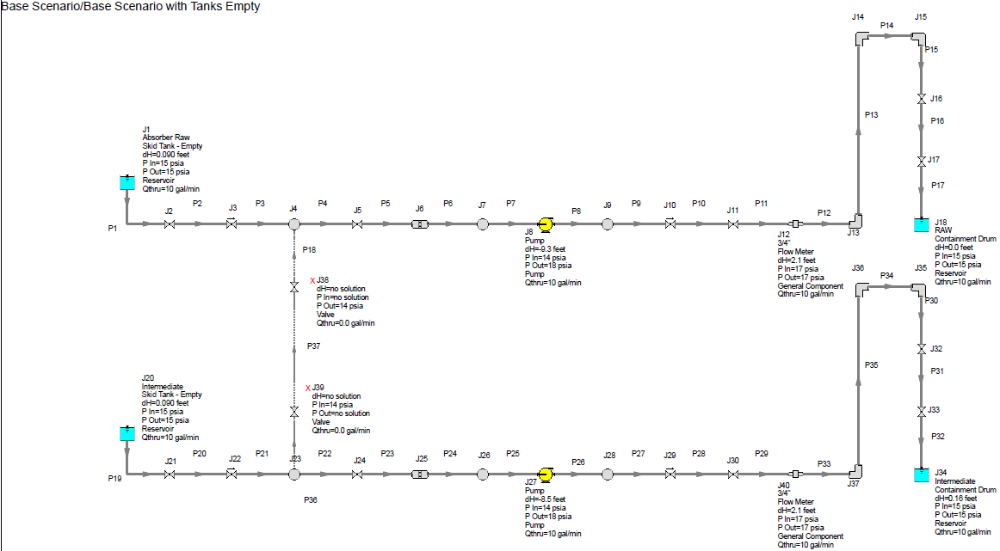 Base Scenario/Base Scenario with Tanks Empty
J14
J15
P14
P15
J16
P13
P16
J1
Absorber Raw
Skid Tank - Empty
dH=0.090 feet
P In=15 psia
P Out=15 psia
Reservoir
Qthru=10 gal/min
J17
P17
P1
J2
P2
J3
P3
J4
P4
J5
P5
J6
P6
J7
P7
J8
Pump
dH=-9.3 feet
P In=14 psia
P Out=18 psia
Pump
Qthru=10 gal/min
P8
J9
P9
J10
P10
J11
P11
J12
3/4"
Flow Meter
dH=2.1 feet
P In=17 psia
P Out=17 psia
General Component
Qthru=10 gal/min
P12
J13
J18
RAW
Containment Drum
dH=0.0 feet
P In=15 psia
P Out=15 psia
Reservoir
Qthru=10 gal/min
P18
X J38
dH=no solution
P In=no solution
P Out=14 psia
Valve
Qthru=0.0 gal/min
J36
P34
J35
P30
P37
J32
P35
P31
J20
Intermediate
Skid Tank - Empty
dH=0.090 feet
P In=15 psia
P Out=15 psia
Reservoir
Qthru=10 gal/min
X J39
dH=no solution
P In=14 psia
P Out=no solution
Valve
Qthru=0.0 gal/min
J33
P32
P19
J21
P20
J22
P21
J23
P22
J24
P23
J25
P24
J26
P25
J27
Pump
dH=-8.5 feet
P In=14 psia
P Out=18 psia
Pump
Qthru=10 gal/min
P26
J28
P27
J29
P28
J30
P29
J40
3/4"
Flow Meter
dH=2.1 feet
P In=17 psia
P Out=17 psia
General Component
Qthru=10 gal/min
P33
J37
J34
Intermediate
Containment Drum
dH=0.16 feet
P In=15 psia
P Out=15 psia
Reservoir
Qthru=10 gal/min
P36